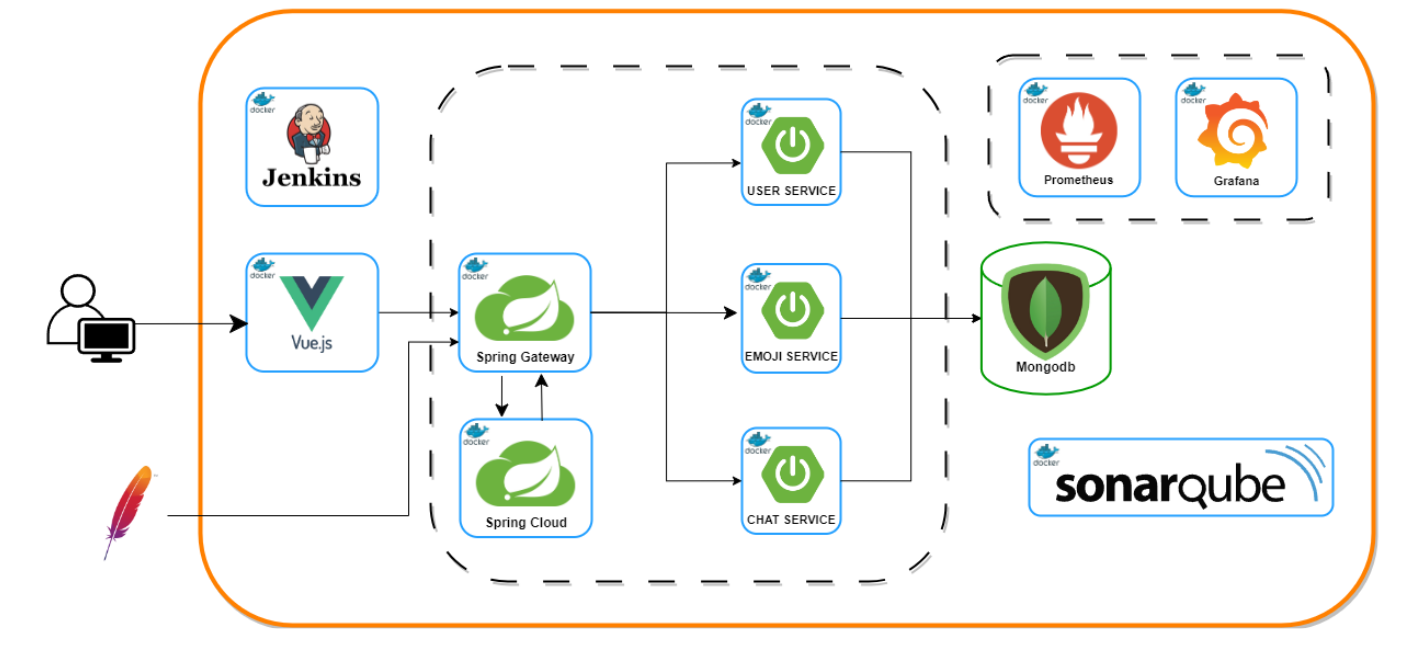 docker
Jenkins
docker
Vue.js
docker
Spring Gateway
docker
Spring Cloud
docker
USER SERVICE
docker
EMOJI SERVICE
docker
CHAT SERVICE
docker
Prometheus
docker
Grafana
Mongodb
docker
sonarqube